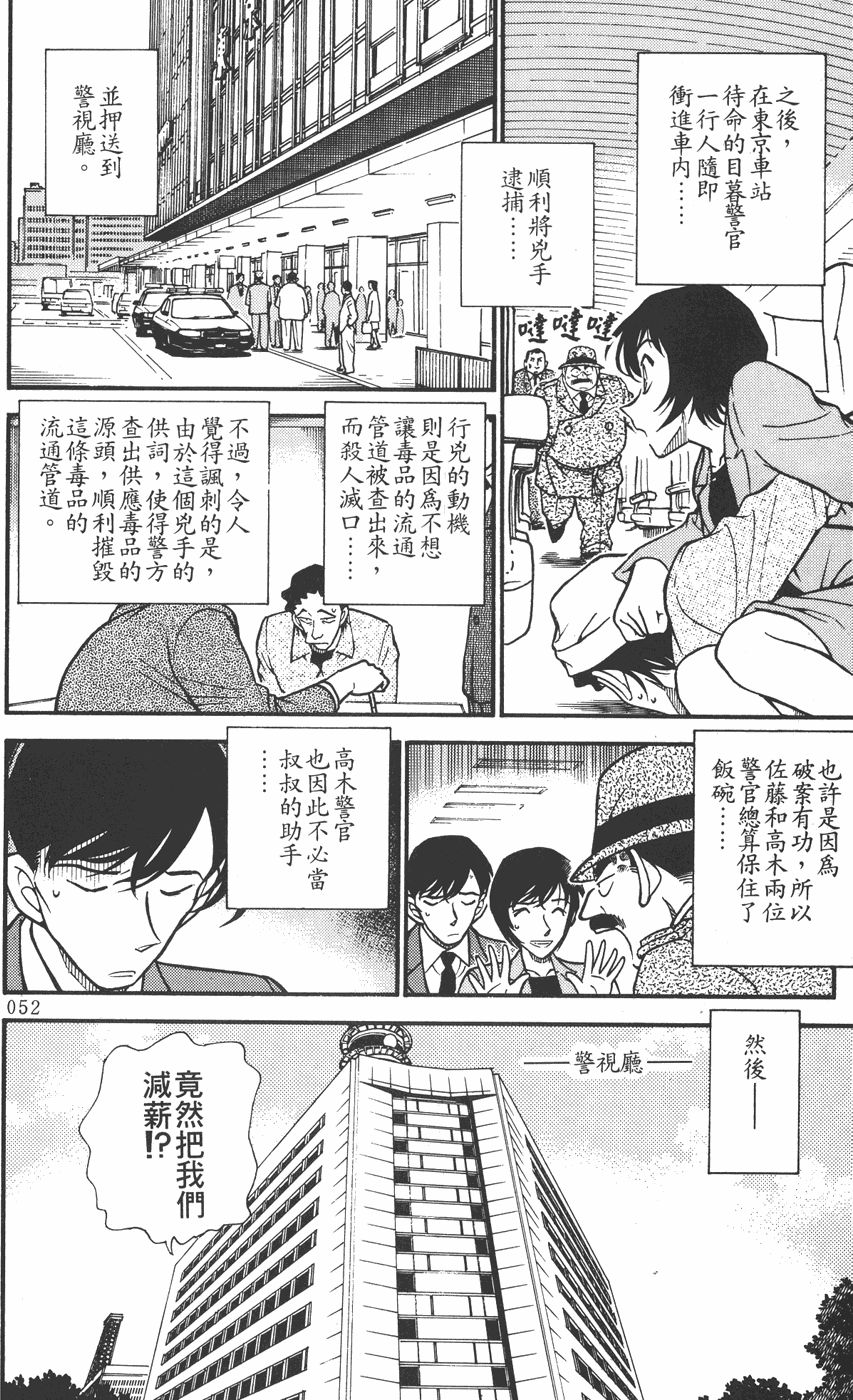 之後，
在東京車站
待命的目暮警官
一行人隨即
衝進車內……
順利將兇手
逮捕……
噠噠噠
並押送到
警視廳。
行兇的動機
則是因為不想
讓毒品的流通
管道被查出來，
而殺人滅口……
不過，令人
覺得諷刺的是，
由於這個兇手的
供詞，使得警方
查出供應毒品的
源頭，順利摧毀
這條毒品的
流通管道。
也許是因為
破案有功，所以
佐藤和高木兩位
警官總算保住了
飯碗……
高木警官
也因此不必當
叔叔的助手
……
052
然後——
——警視廳——
竟然把我們
減薪!?